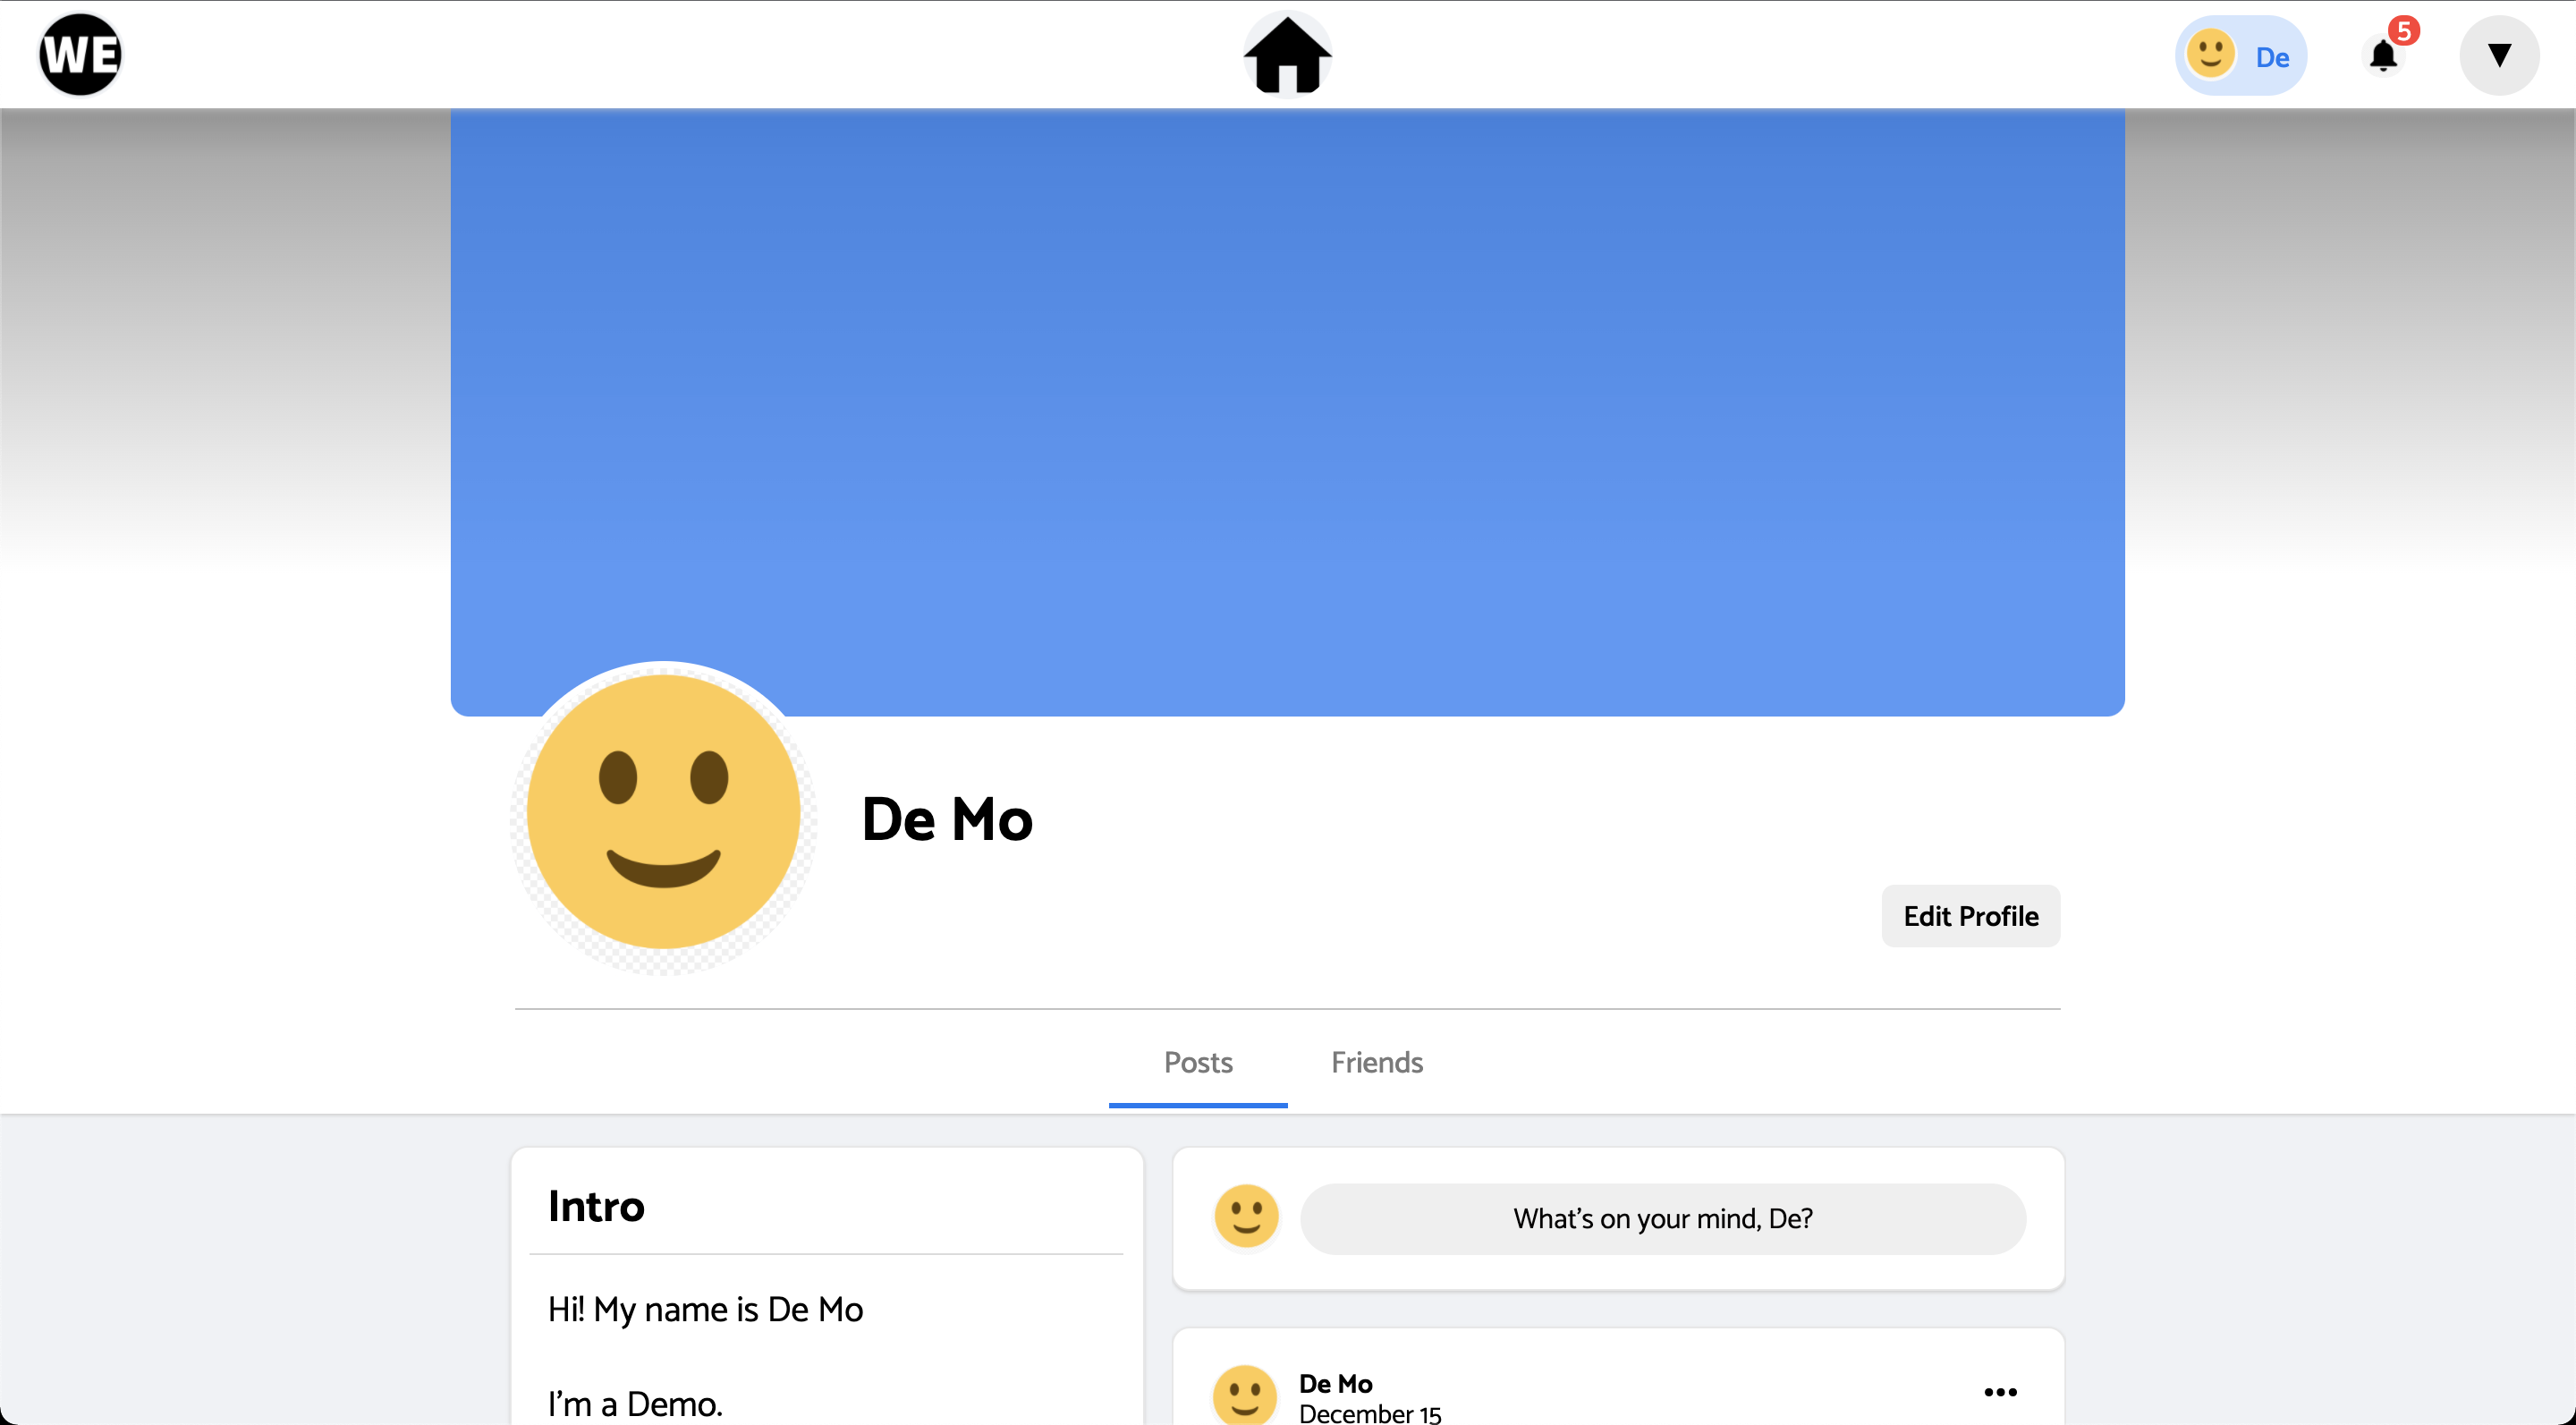 WE
De
5
De Mo
Edit Profile
Posts
Friends
Intro
Hi! My name is De Mo
I'm a Demo.
What's on your mind, De?
De Mo
December 15